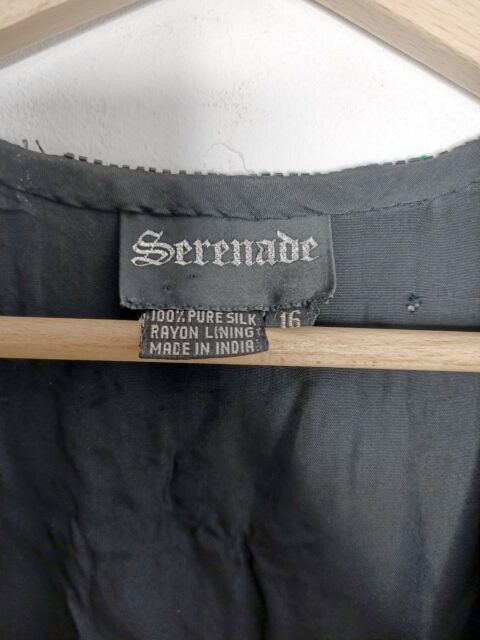 Serenade
100% PURE SILK
16
RAYON LINING
MADE IN INDIA